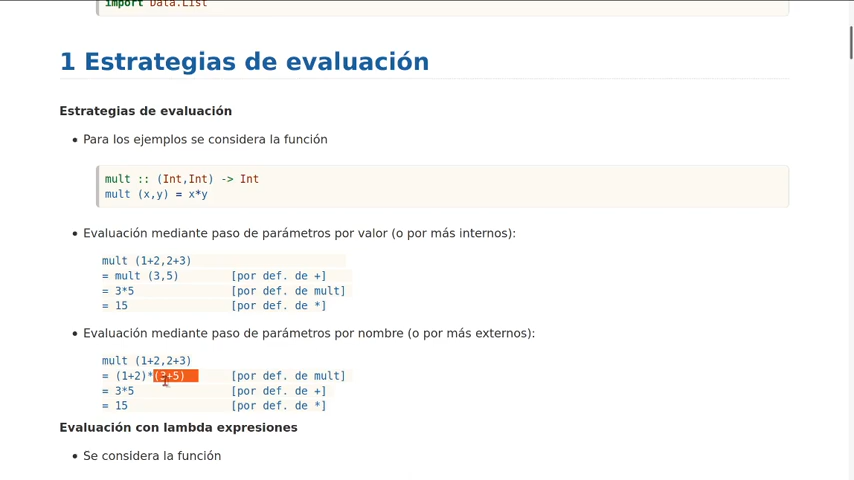 import Data.List
1 Estrategias de evaluación
Estrategias de evaluación
• Para los ejemplos se considera la función
mult :: (Int,Int) -> Int
mult (x,y) = x*y
• Evaluación mediante paso de parámetros por valor (o por más internos):
mult (1+2,2+3)
= mult (3,5) [por def. de +]
= 3*5 [por def. de mult]
= 15 [por def. de *]
• Evaluación mediante paso de parámetros por nombre (o por más externos):
mult (1+2,2+3)
= (1+2)*(3+5) [por def. de mult]
= 3*5 [por def. de +]
= 15 [por def. de *]
Evaluación con lambda expresiones
• Se considera la función